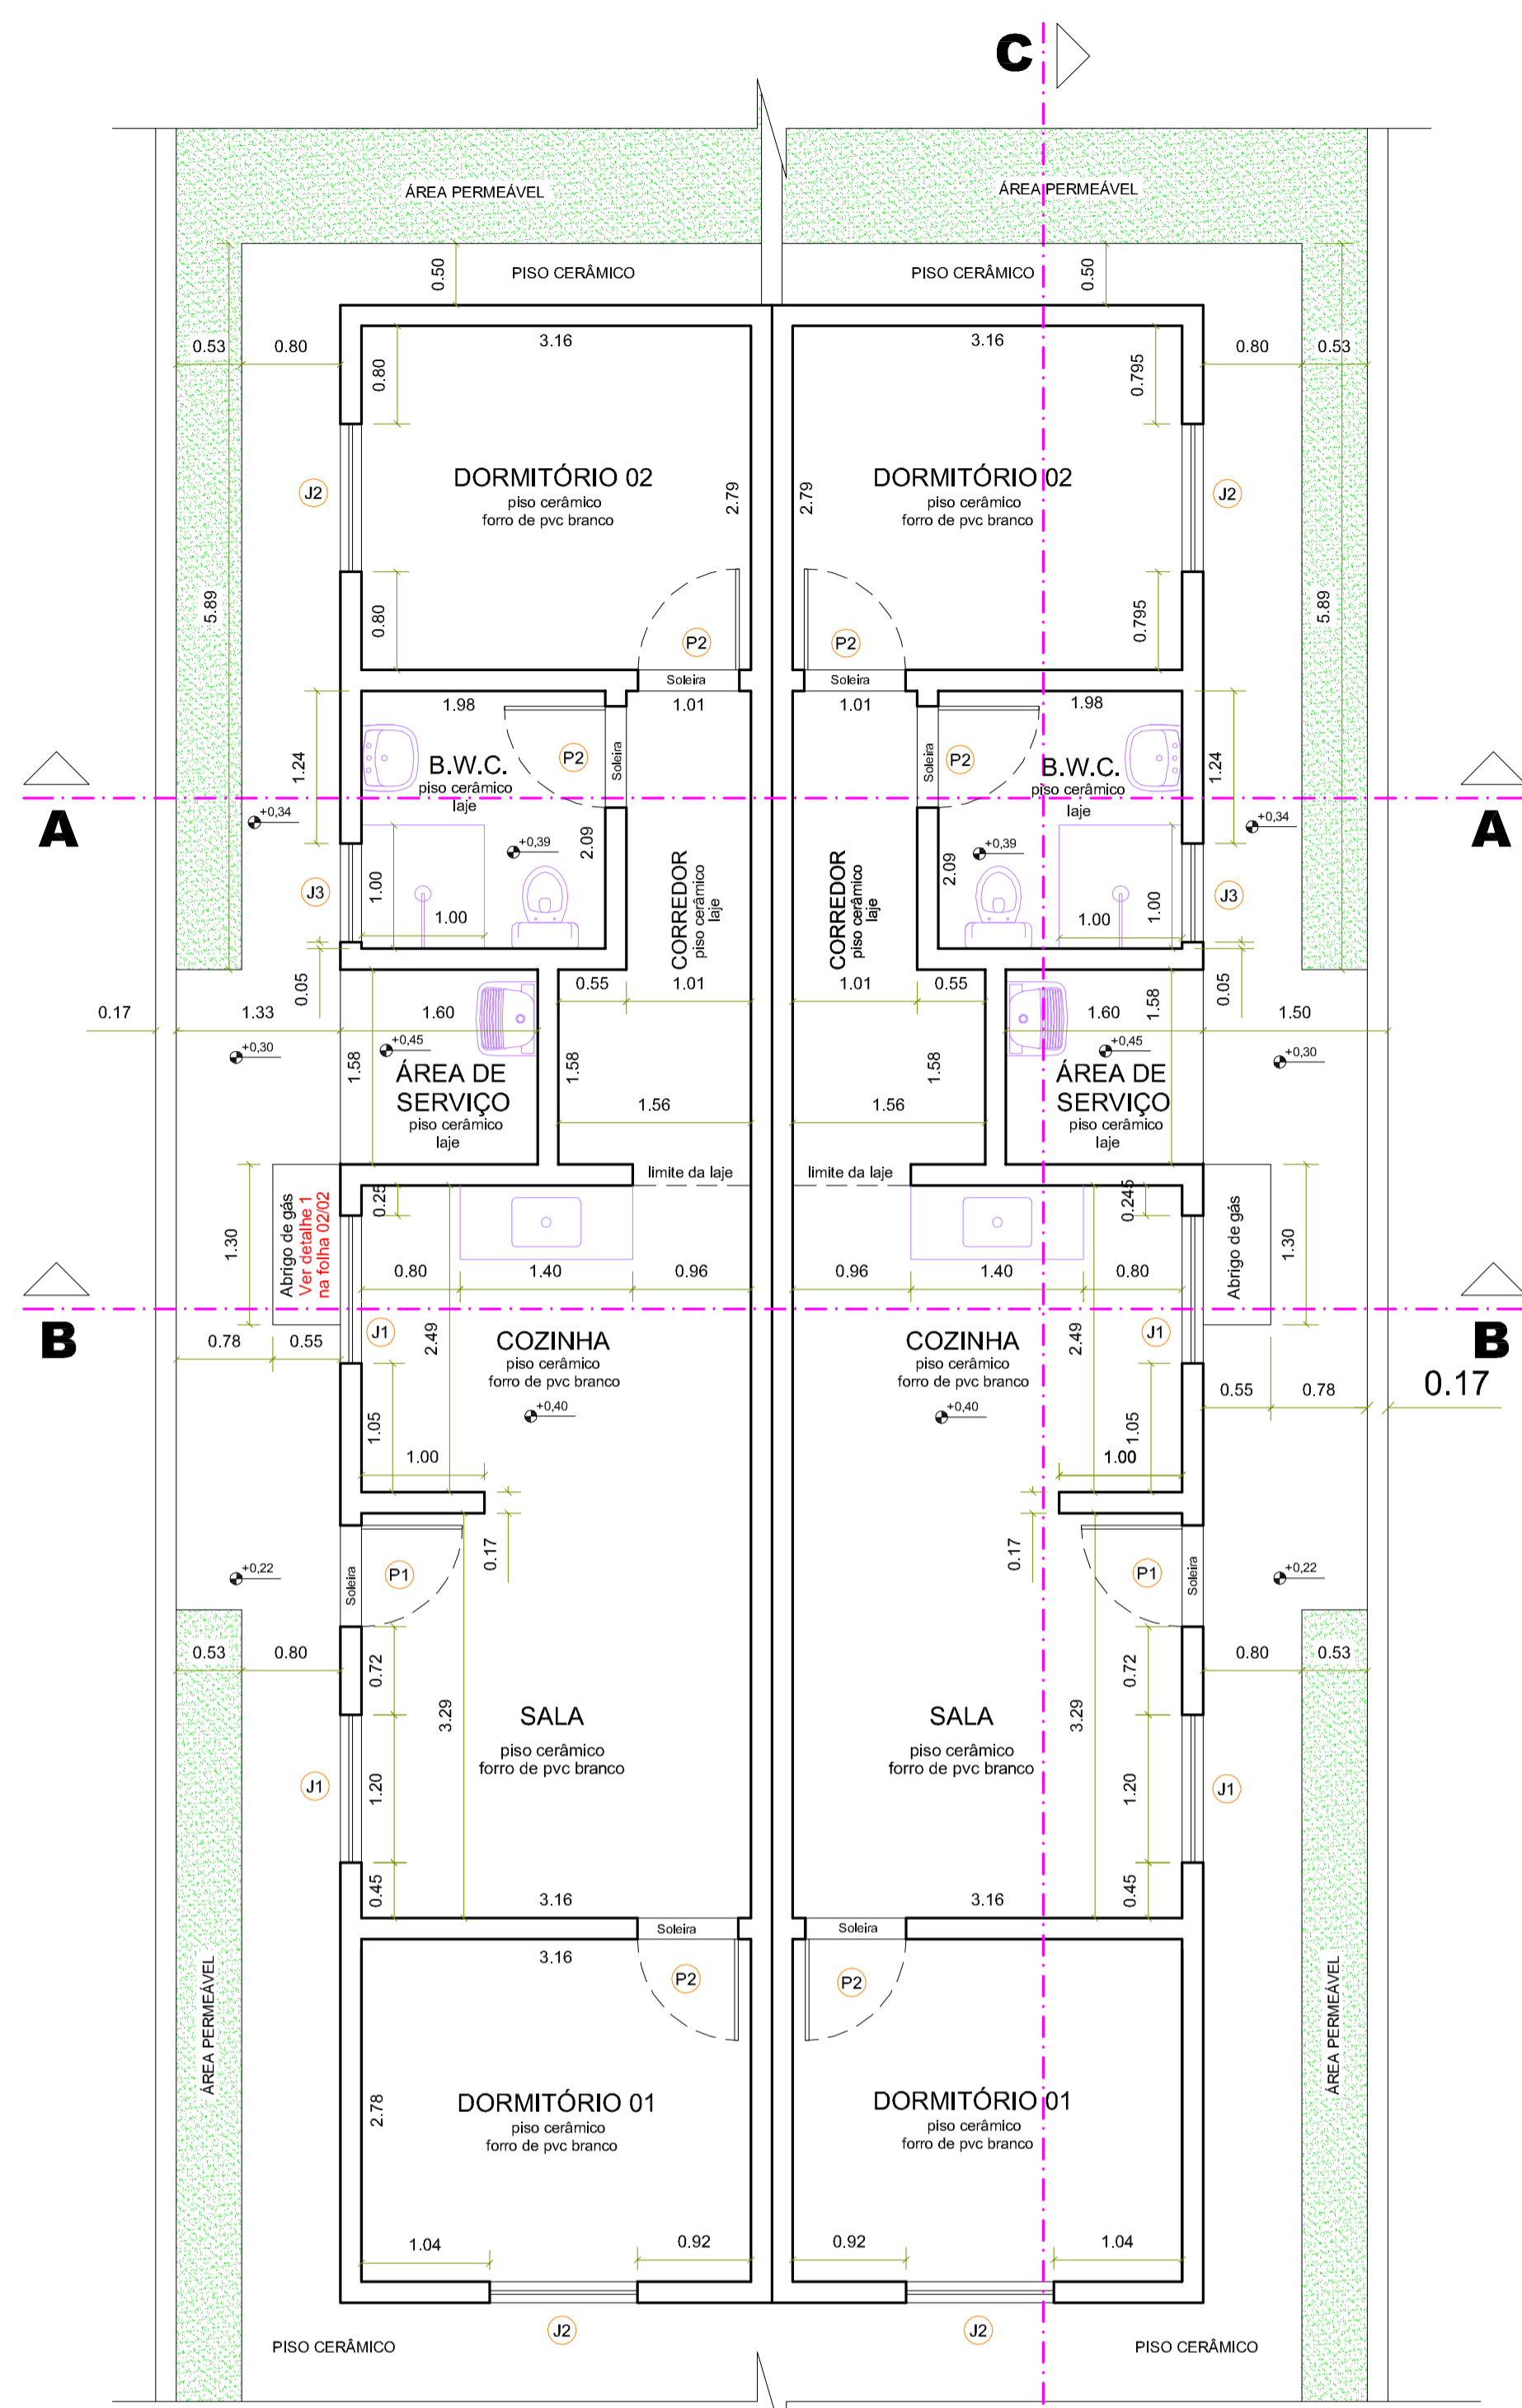 C
ÁREA PERMEÁVEL
ÁREA PERMEÁVEL
0.50
PISO CERÂMICO
PISO CERÂMICO
0.50
0.53
0.80
3.16
3.16
0.80
0.53
0.80
0.795
J2
DORMITÓRIO 02
piso cerâmico
forro de pvc branco
2.79
2.79
DORMITÓRIO 02
piso cerâmico
forro de pvc branco
J2
5.89
0.80
P2
P2
0.795
5.89
Soleira
Soleira
1.98
1.01
1.01
1.98
1.24
B.W.C.
piso cerâmico
laje
P2
Soleira
Soleira
P2
B.W.C.
piso cerâmico
laje
1.24
A
+0,34
+0,39
2.09
CORREDOR
piso cerâmico
laje
CORREDOR
piso cerâmico
laje
2.09
+0,39
+0,34
A
J3
1.00
1.00
1.00
1.00
J3
0.05
0.55
1.01
1.01
0.55
1.58
0.05
0.17
1.33
1.60
1.60
1.50
+0,30
1.58
+0,45
ÁREA DE
SERVIÇO
piso cerâmico
laje
1.58
1.56
1.56
1.58
+0,45
ÁREA DE
SERVIÇO
piso cerâmico
laje
+0,30
limite da laje
limite da laje
1.30
Abrigo de gás
Ver detalhe 1
na folha 02/02
0.25
0.245
Abrigo de gás
1.30
0.80
1.40
0.96
0.96
1.40
0.80
B
J1
2.49
COZINHA
piso cerâmico
forro de pvc branco
+0,40
COZINHA
piso cerâmico
forro de pvc branco
+0,40
2.49
J1
B
0.78
0.55
0.55
0.78
0.17
1.05
1.00
1.05
1.00
0.17
0.17
+0,22
Soleira
P1
P1
Soleira
+0,22
0.53
0.80
0.72
0.72
0.80
0.53
3.29
SALA
piso cerâmico
forro de pvc branco
SALA
piso cerâmico
forro de pvc branco
3.29
J1
1.20
1.20
J1
0.45
3.16
3.16
0.45
Soleira
Soleira
3.16
P2
P2
ÁREA PERMEÁVEL
ÁREA PERMEÁVEL
2.78
DORMITÓRIO 01
piso cerâmico
forro de pvc branco
DORMITÓRIO 01
piso cerâmico
forro de pvc branco
1.04
0.92
0.92
1.04
J2
J2
PISO CERÂMICO
PISO CERÂMICO